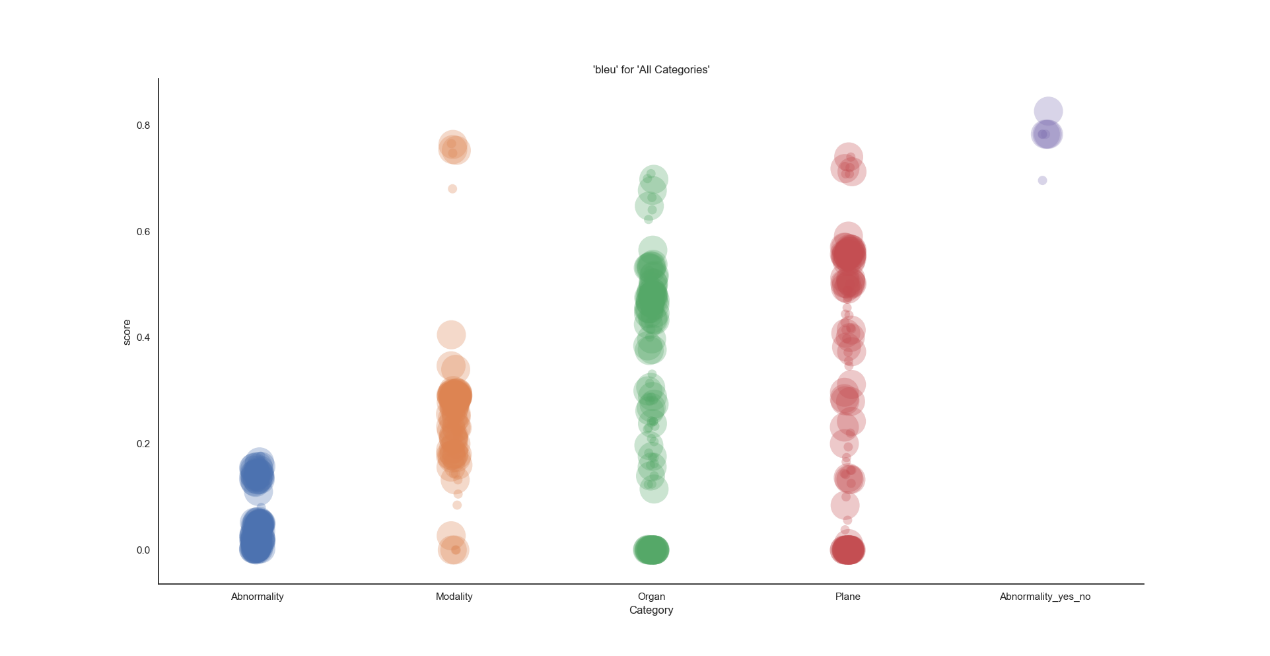 'bleu' for 'All Categories'
score
0.8
0.6
0.4
0.2
0.0
Abnormality
Modality
Organ
Plane
Abnormality_yes_no
Category